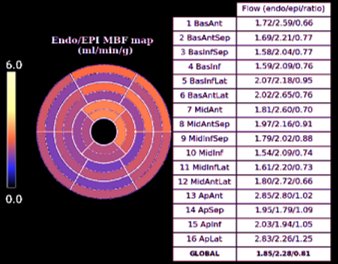 Endo/EPI MBF map
(ml/min/g)
6.0
0.0
Flow (endo/epi/ratio)
1 BasAnt 1.72/2.59/0.66
2 BasAntSep 1.69/2.21/0.77
3 BasInfSep 1.58/2.04/0.77
4 BasInf 1.59/2.09/0.76
5 BasInfLat 2.07/2.18/0.95
6 BasAntLat 2.02/2.65/0.76
7 MidAnt 1.81/2.60/0.70
8 MidAntSep 1.97/2.16/0.91
9 MidInfSep 1.79/2.02/0.88
10 MidInf 1.54/2.09/0.74
11 MidInfLat 1.61/2.20/0.73
12 MidAntLat 1.80/2.72/0.66
13 ApAnt 2.85/2.80/1.02
14 ApSep 1.95/1.79/1.09
15 ApInf 2.03/1.94/1.05
16 ApLat 2.83/2.26/1.25
GLOBAL 1.85/2.28/0.81